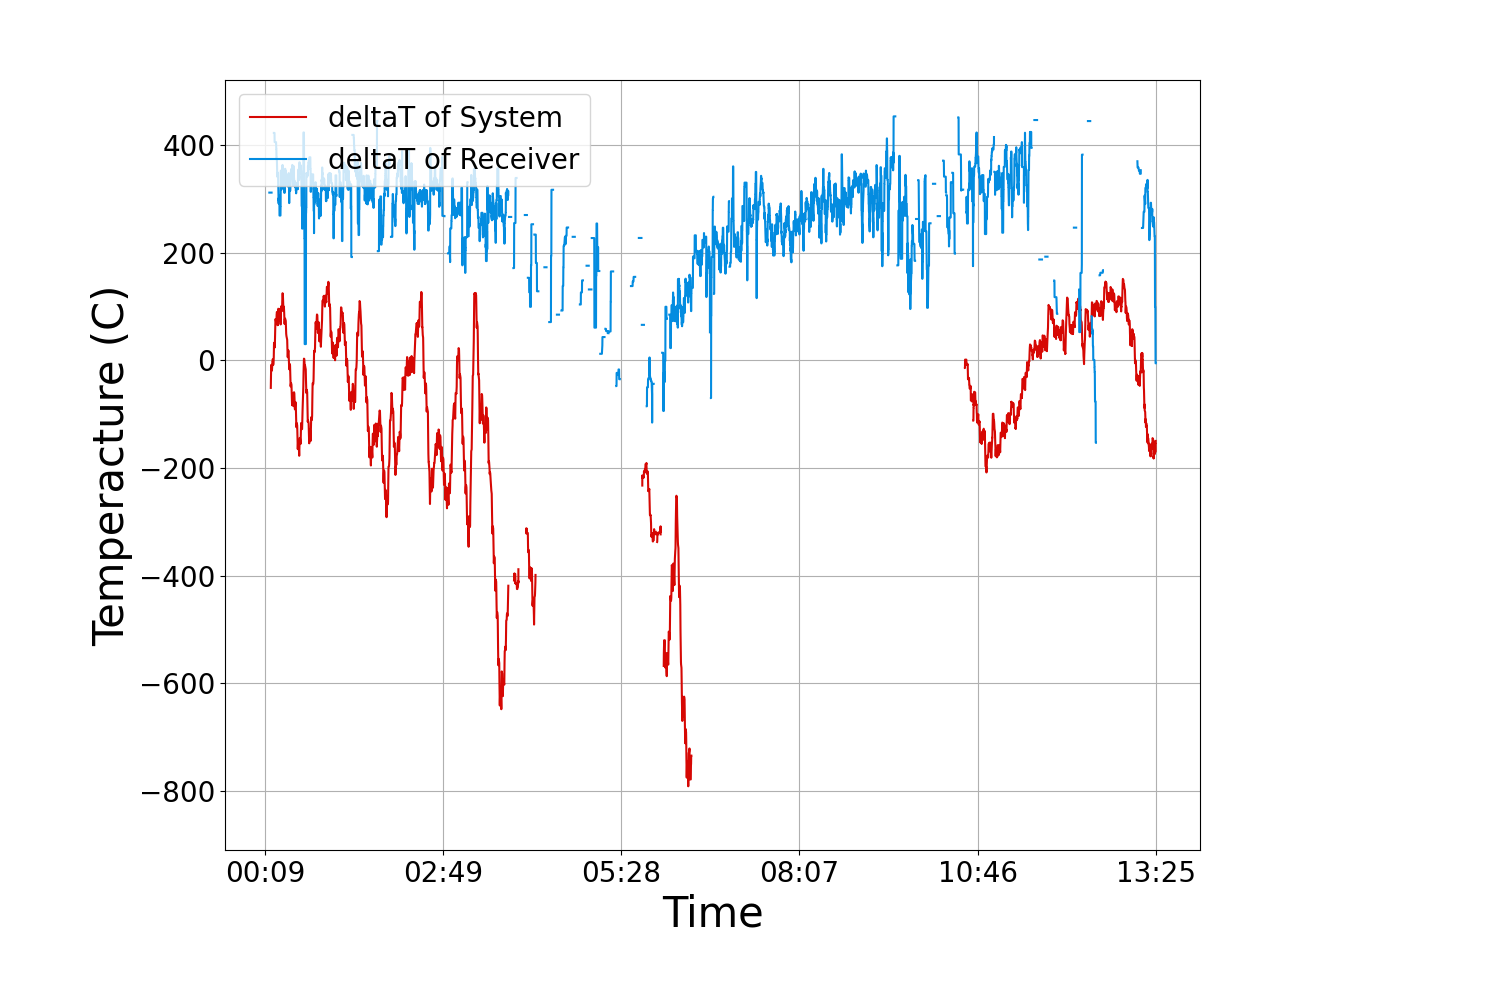 deltaT of System
deltaT of Receiver
400
200
0
−200
−400
−600
−800
Temperacture (C)
00:09 02:49 05:28 08:07 10:46 13:25
Time